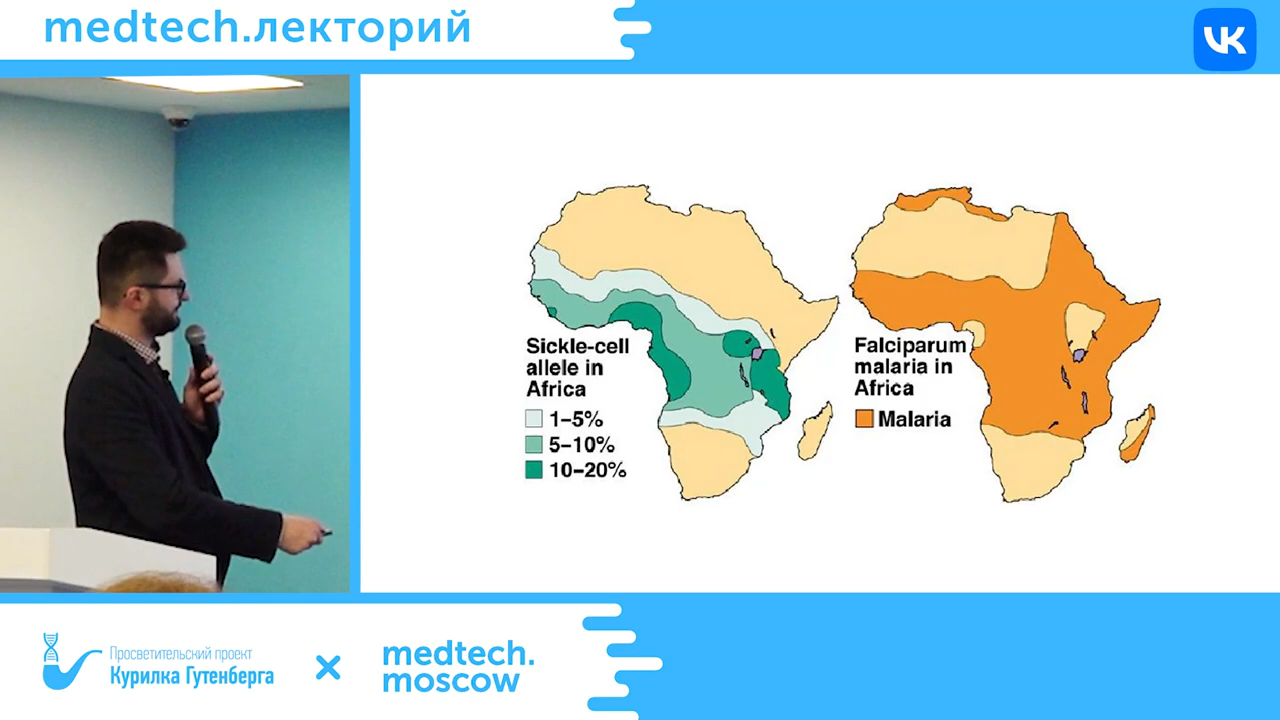 medtech.лекторий
VK
Sickle-cell
allele in
Africa
1–5%
5–10%
10–20%
Falciparum
malaria in
Africa
Malaria
Просветительский проект
Курилка Гутенберга
medtech.
moscow